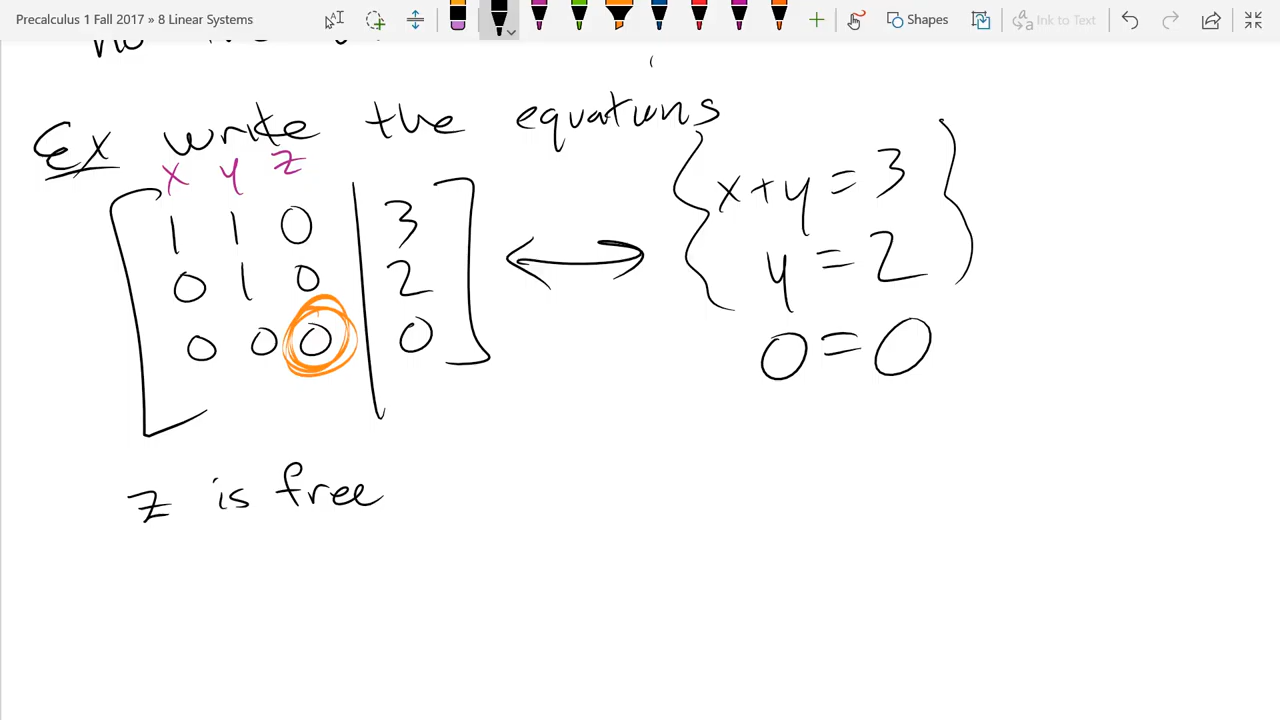 Precalculus 1 Fall 2017 » 8 Linear Systems
Shapes
Ink to Text
Ex write the equations
x y z
1 1 0 | 3
0 1 0 | 2
0 0 0 | 0
x+y=3
y=2
0=0
z is free